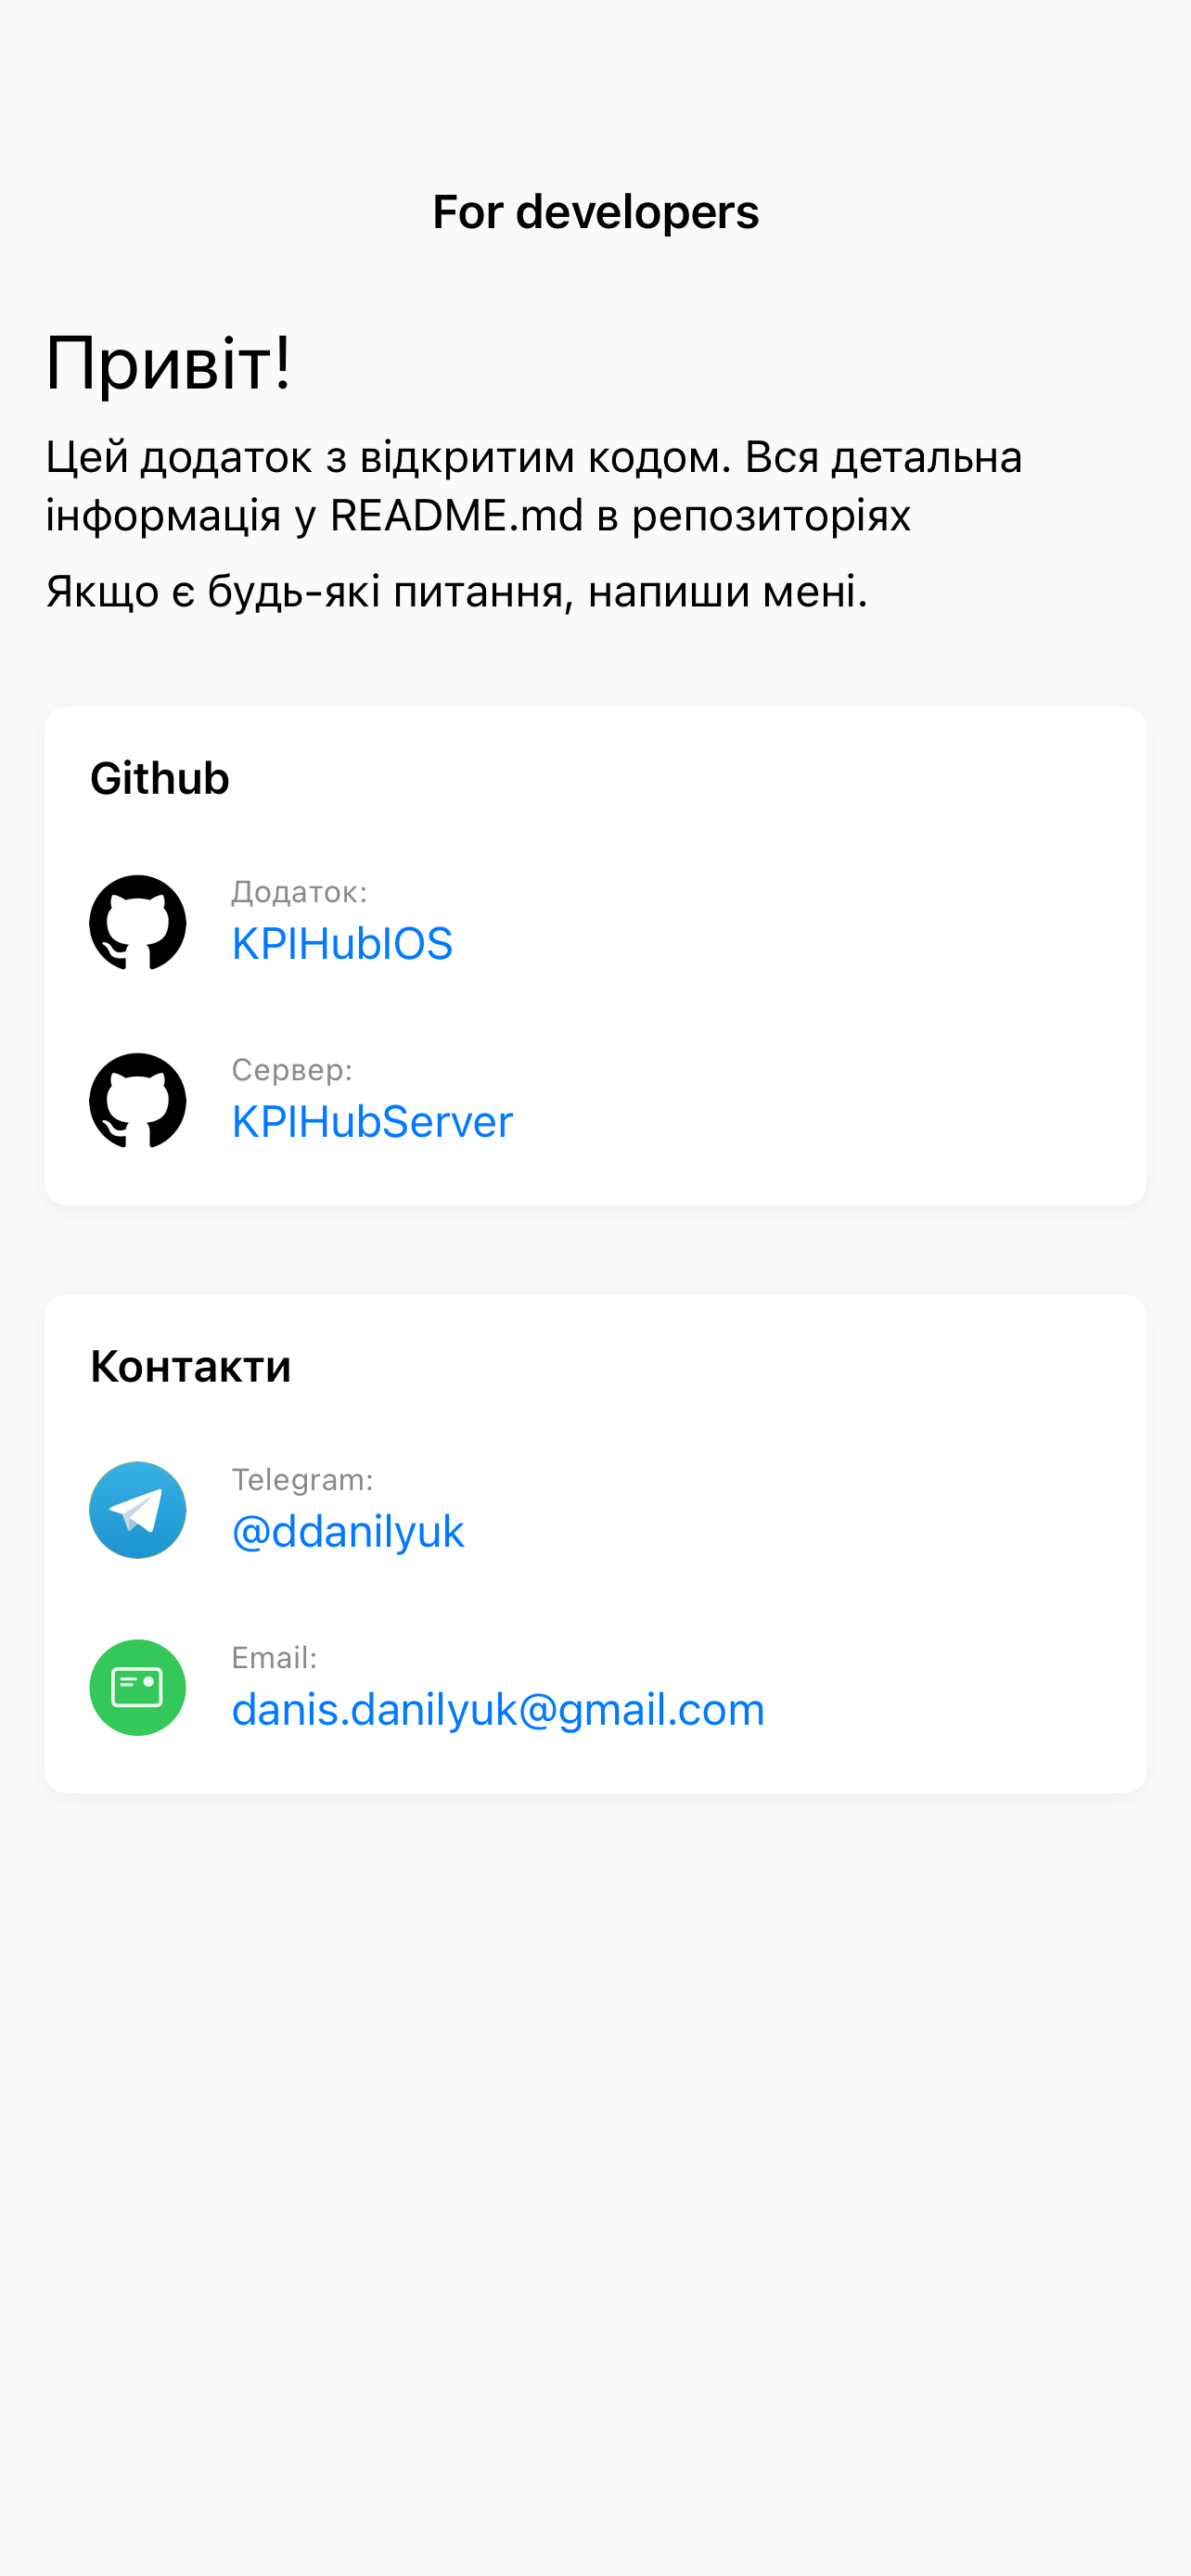 For developers
Привіт!
Цей додаток з відкритим кодом. Вся детальна
інформація у README.md в репозиторіях
Якщо є будь-які питання, напиши мені.
Github
Додаток:
KPIHubIOS
Сервер:
KPIHubServer
Контакти
Telegram:
@ddanilyuk
Email:
danis.danilyuk@gmail.com